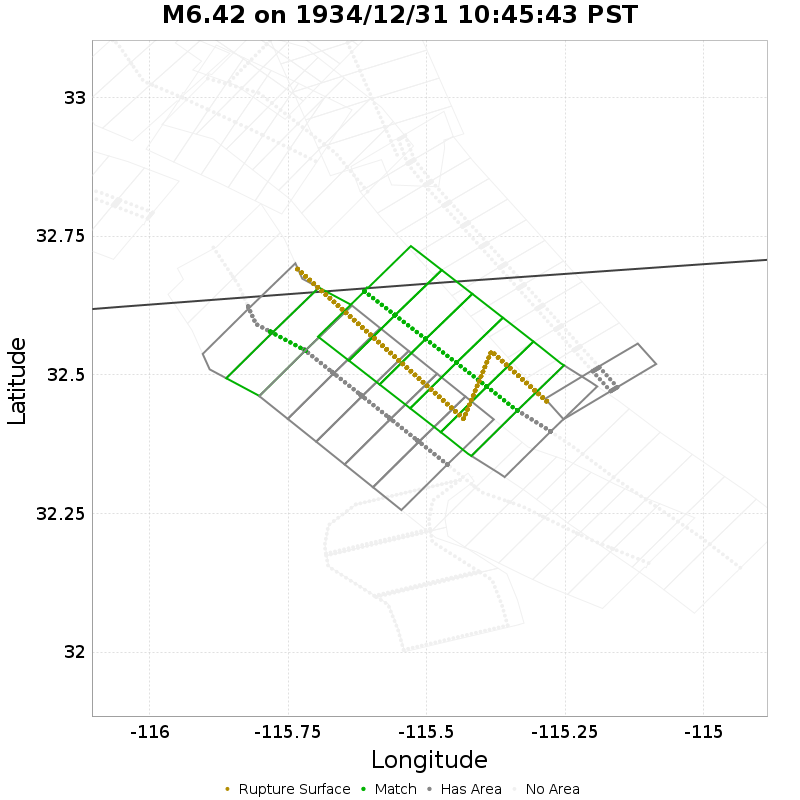 M6.42 on 1934/12/31 10:45:43 PST
33
32.75
32.5
32.25
32
-116
-115.75
-115.5
-115.25
-115
Latitude
Longitude
Rupture Surface Match Has Area No Area